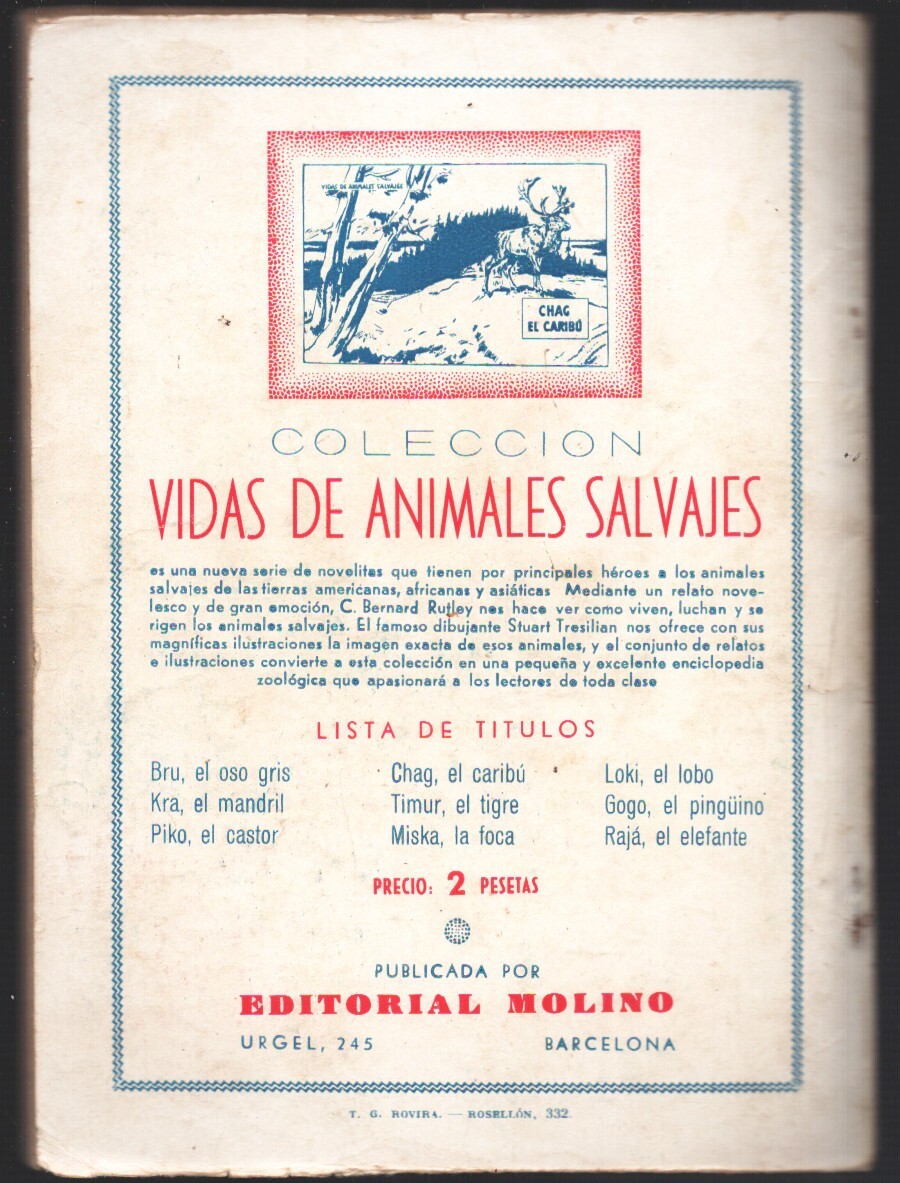 VIDAS DE ANIMALES SALVAJES
CHAG
EL CARIBÚ
COLECCION
VIDAS DE ANIMALES SALVAJES
es una nueva serie de novelitas que tienen por principales héroes a los animales
salvajes de las tierras americanas, africanas y asiáticas Mediante un relato nove-
lesco y de gran emoción, C. Bernard Rutley nos hace ver como viven, luchan y se
rigen los animales salvajes. El famoso dibujante Stuart Tresilian nos ofrece con sus
magníficas ilustraciones la imagen exacta de esos animales, y el conjunto de relatos
e ilustraciones convierte a esta colección en una pequeña y excelente enciclopedia
zoológica que apasionará a los lectores de toda clase
LISTA DE TITULOS
Bru, el oso gris Chag, el caribú Loki, el lobo
Kra, el mandril Timur, el tigre Gogo, el pingüino
Piko, el castor Miska, la foca Rajá, el elefante
PRECIO: 2 PESETAS
PUBLICADA POR
EDITORIAL MOLINO
URGEL, 245 BARCELONA
T. G. ROVIRA. — ROSELLÓN, 332